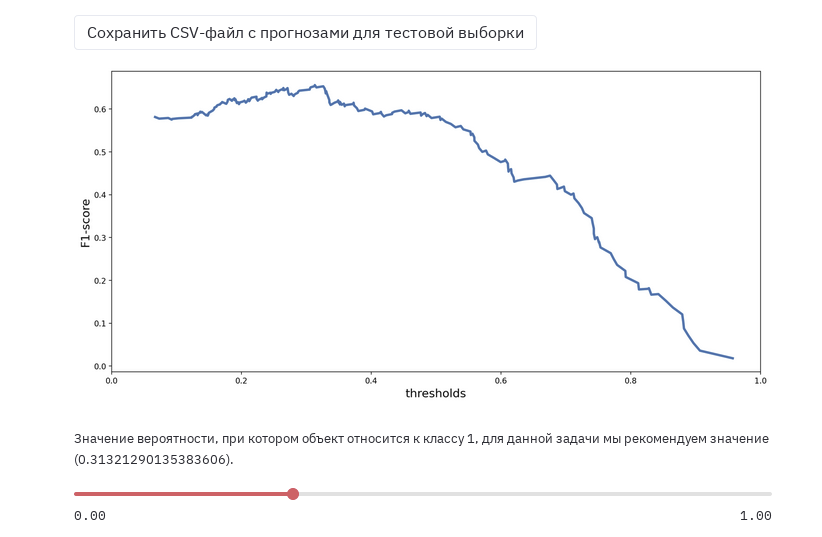 Сохранить CSV-файл с прогнозами для тестовой выборки
0.6
0.5
0.4
0.3
0.2
0.1
0.0
F1-score
0.0 0.2 0.4 0.6 0.8 1.0
thresholds
Значение вероятности, при котором объект относится к классу 1, для данной задачи мы рекомендуем значение
(0.31321290135383606).
0.00 1.00